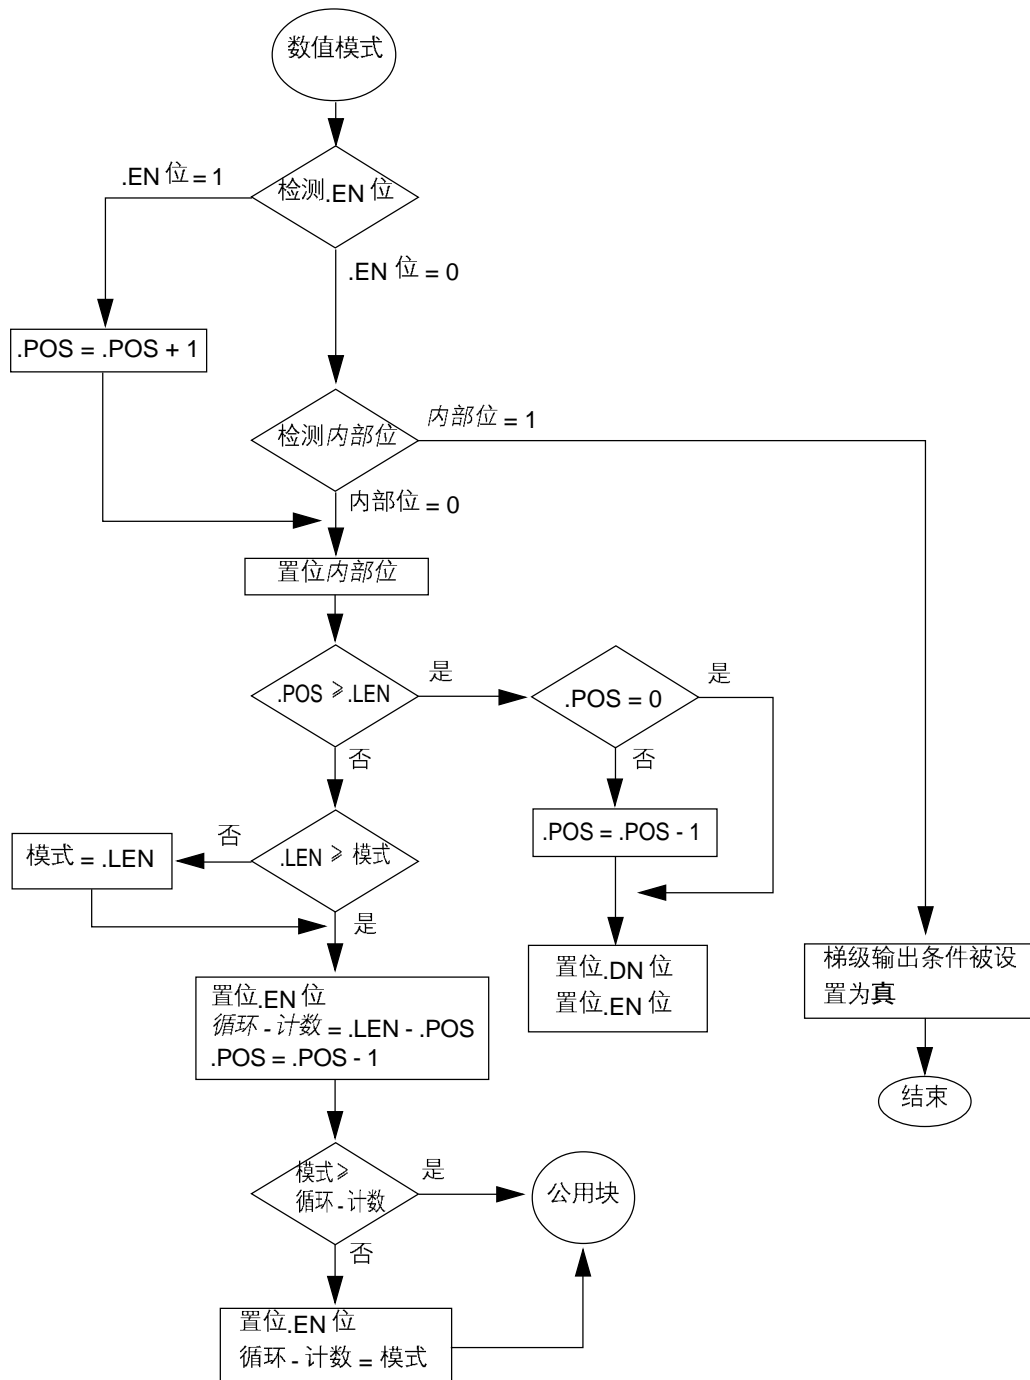 数值模式
检测.EN 位
.EN 位 = 1
.EN 位 = 0
.POS = .POS + 1
检测内部位
内部位 = 1
内部位 = 0
置位内部位
.POS ≥ .LEN
是
.POS = 0
是
否
否
.POS = .POS - 1
模式 = .LEN
否
.LEN ≥ 模式
是
置位.DN 位
置位.EN 位
梯级输出条件被设
置为真
置位.EN 位
循环 - 计数 = .LEN - .POS
.POS = .POS - 1
结束
模式 ≥
循环 - 计数
是
公用块
否
置位.EN 位
循环 - 计数 = 模式